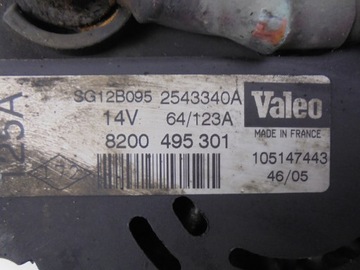 SG12B095 2543340A
Valeo
14V 64/123A
MADE IN FRANCE
8200 495 301
105147443
46/05
125A